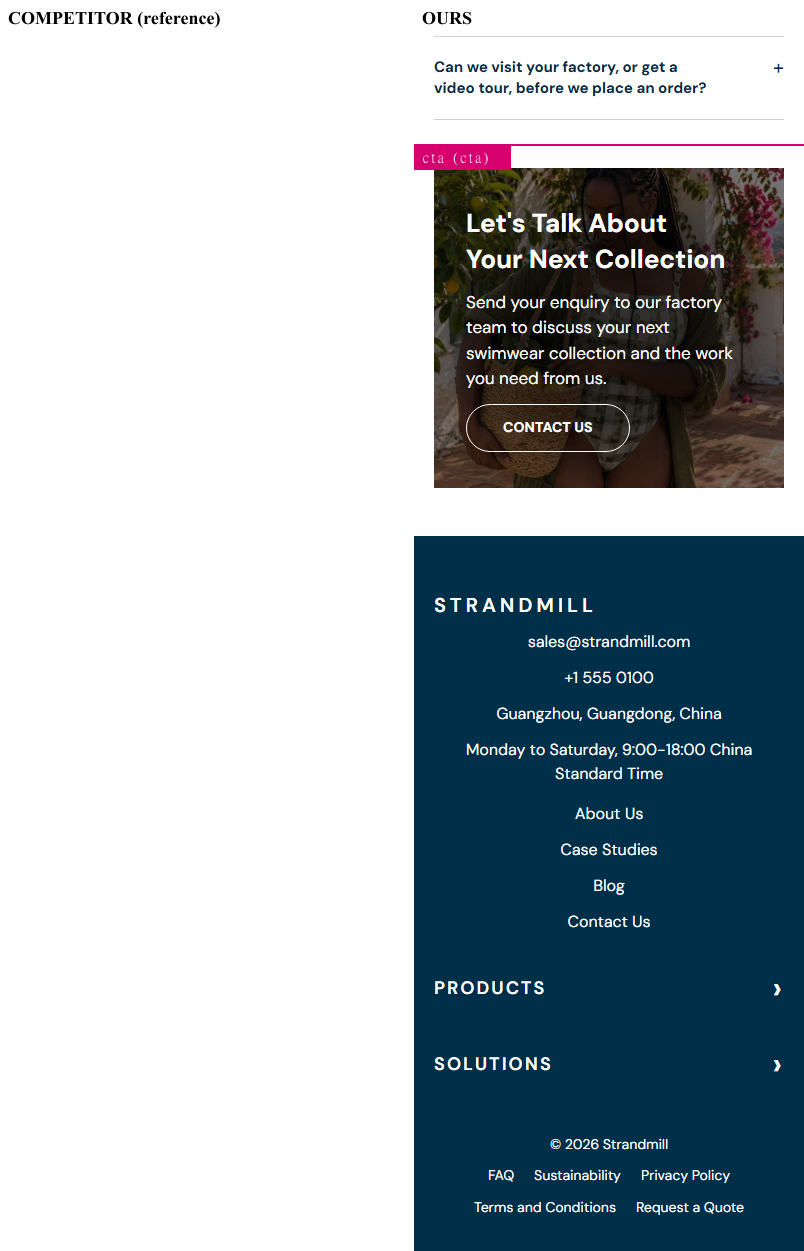 COMPETITOR (reference)
OURS
Can we visit your factory, or get a
video tour, before we place an order?
+
cta (cta)
Let's Talk About
Your Next Collection
Send your enquiry to our factory
team to discuss your next
swimwear collection and the work
you need from us.
CONTACT US
STRANDMILL
sales@strandmill.com
+1 555 0100
Guangzhou, Guangdong, China
Monday to Saturday, 9:00-18:00 China
Standard Time
About Us
Case Studies
Blog
Contact Us
PRODUCTS ›
SOLUTIONS ›
© 2026 Strandmill
FAQ Sustainability Privacy Policy
Terms and Conditions Request a Quote